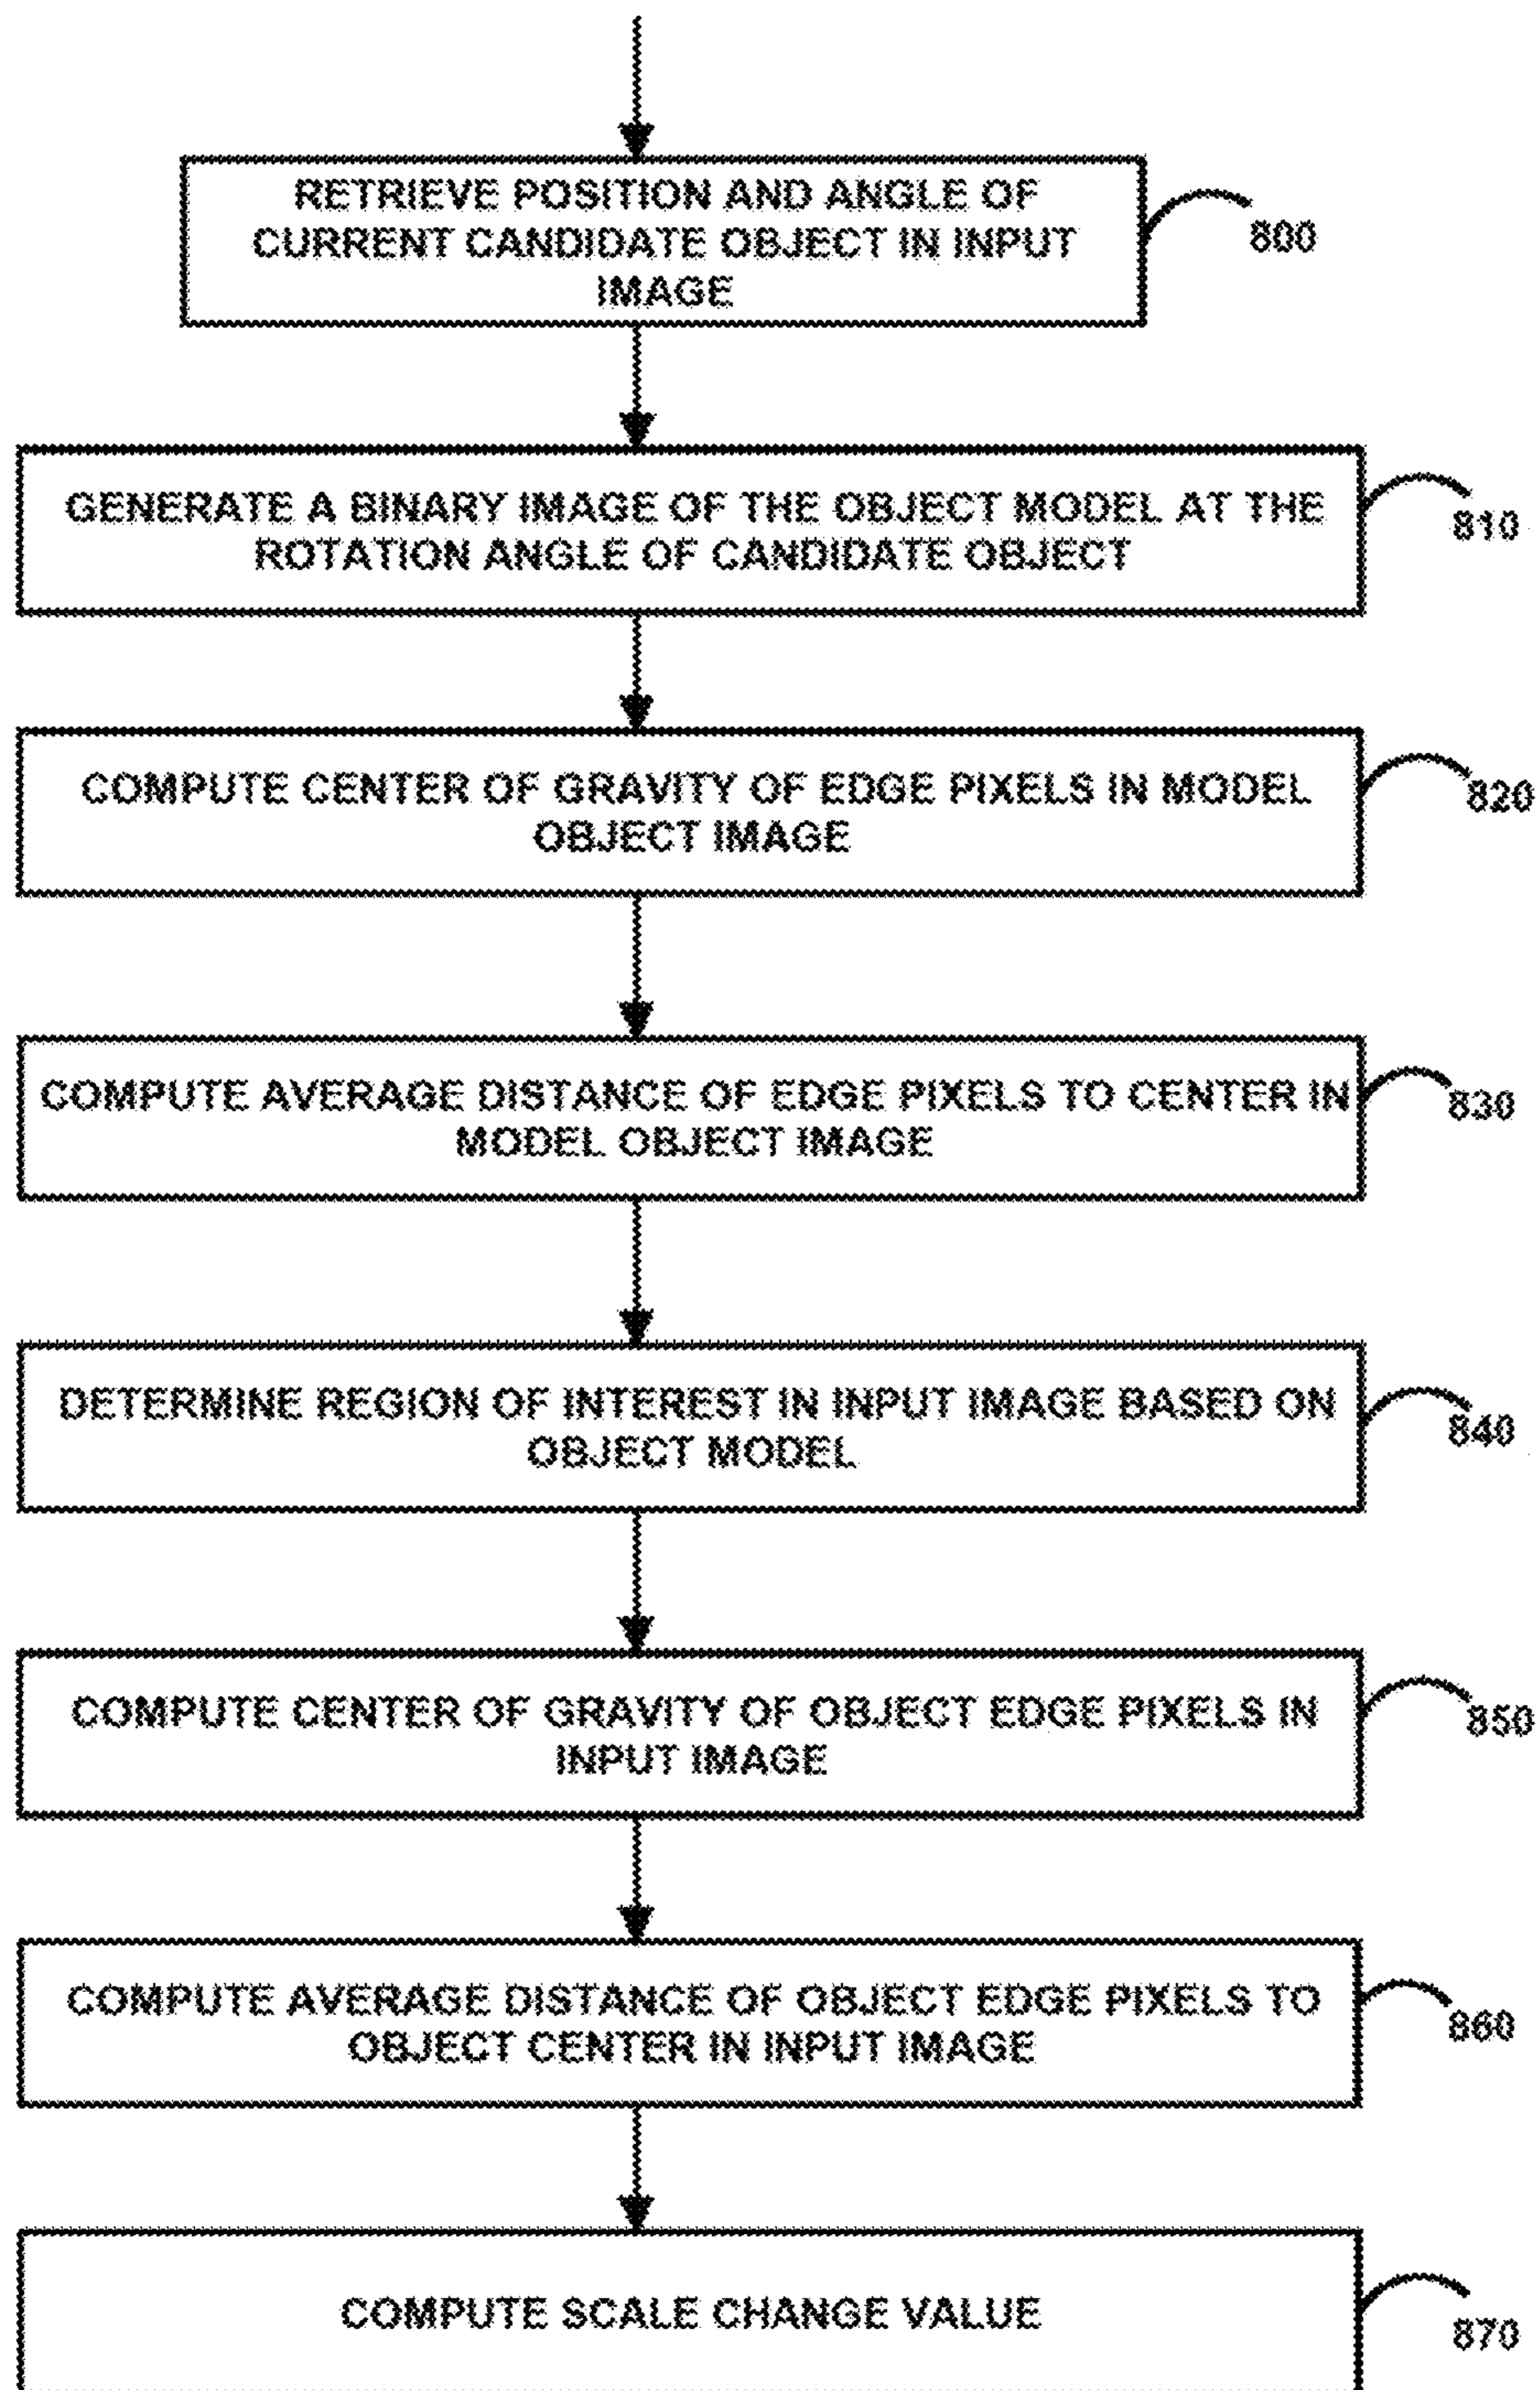 RETRIEVE POSITION AND ANGLE OF
CURRENT CANDIDATE OBJECT IN INPUT
IMAGE
800
GENERATE A BINARY IMAGE OF THE OBJECT MODEL AT THE
ROTATION ANGLE OF CANDIDATE OBJECT
810
COMPUTE CENTER OF GRAVITY OF EDGE PIXELS IN MODEL
OBJECT IMAGE
820
COMPUTE AVERAGE DISTANCE OF EDGE PIXELS TO CENTER IN
MODEL OBJECT IMAGE
830
DETERMINE REGION OF INTEREST IN INPUT IMAGE BASED ON
OBJECT MODEL
840
COMPUTE CENTER OF GRAVITY OF OBJECT EDGE PIXELS IN
INPUT IMAGE
850
COMPUTE AVERAGE DISTANCE OF OBJECT EDGE PIXELS TO
OBJECT CENTER IN INPUT IMAGE
860
COMPUTE SCALE CHANGE VALUE
870